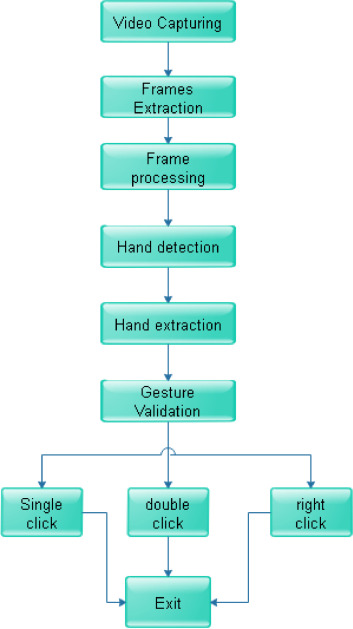 Video Capturing
Frames
Extraction
Frame
processing
Hand detection
Hand extraction
Gesture
Validation
Single
click
double
click
right
click
Exit